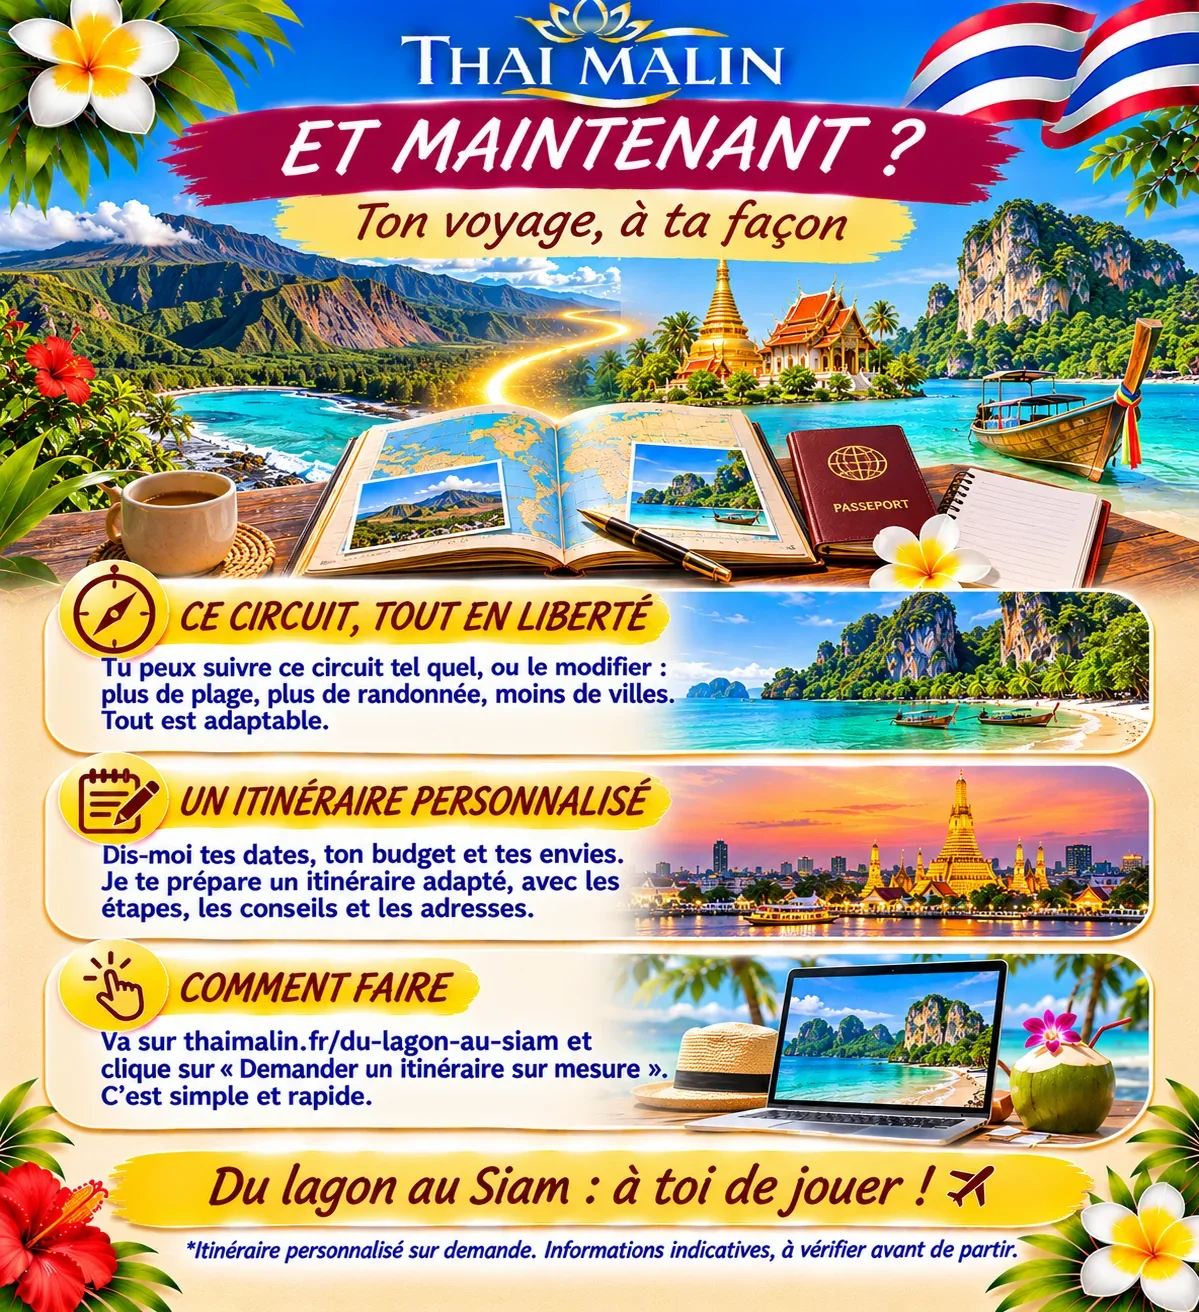 THAI MALIN
ET MAINTENANT ?
Ton voyage, à ta façon
PASSEPORT
CE CIRCUIT, TOUT EN LIBERTÉ
Tu peux suivre ce circuit tel quel, ou le modifier :
plus de plage, plus de randonnée, moins de villes.
Tout est adaptable.
UN ITINÉRAIRE PERSONNALISÉ
Dis-moi tes dates, ton budget et tes envies.
Je te prépare un itinéraire adapté, avec les
étapes, les conseils et les adresses.
COMMENT FAIRE
Va sur thaimalin.fr/du-lagon-au-siam et
clique sur « Demander un itinéraire sur mesure ».
C'est simple et rapide.
Du lagon au Siam : à toi de jouer !
*Itinéraire personnalisé sur demande. Informations indicatives, à vérifier avant de partir.